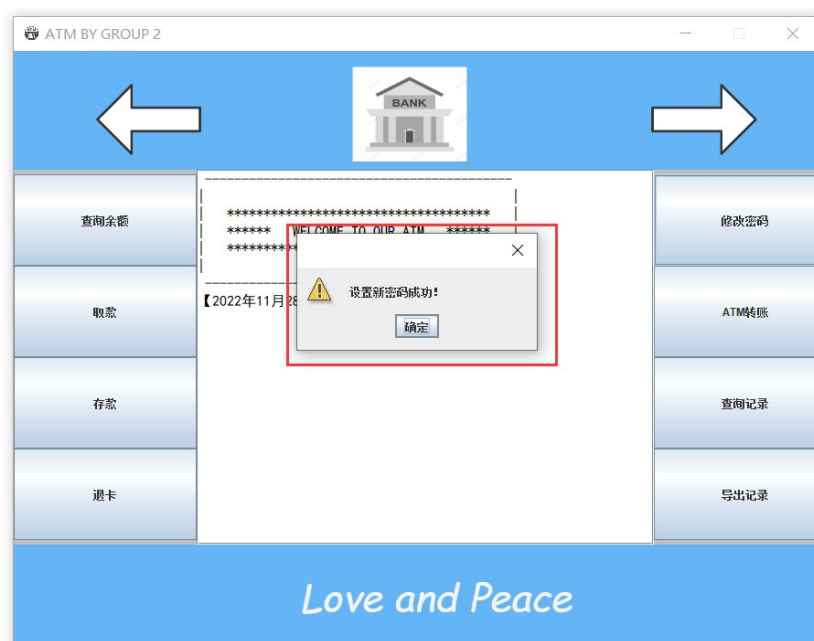 ATM BY GROUP 2
BANK
查询余额
取款
存款
退卡
************************************
****** WELCOME TO OUR ATM ******
【2022年11月28
设置新密码成功!
确定
修改密码
ATM转账
查询记录
导出记录
Love and Peace